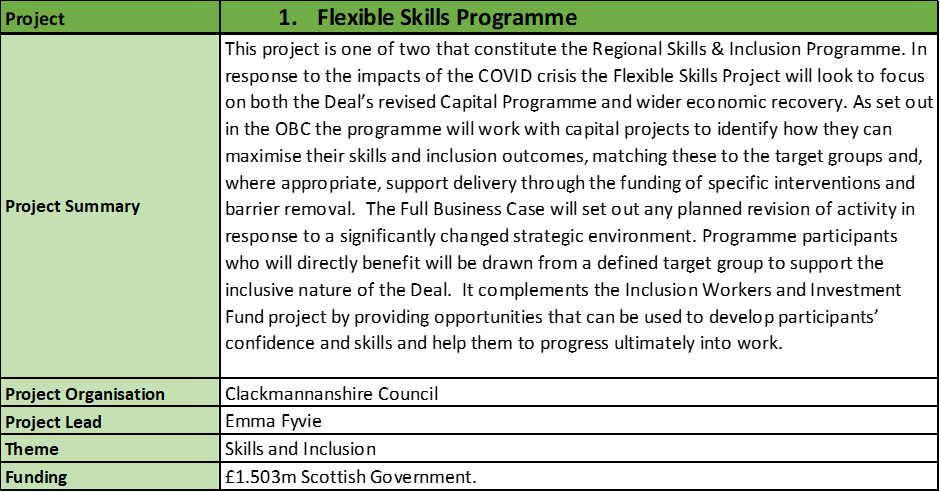 Project
1. Flexible Skills Programme
Project Summary
This project is one of two that constitute the Regional Skills & Inclusion Programme. In
response to the impacts of the COVID crisis the Flexible Skills Project will look to focus
on both the Deal's revised Capital Programme and wider economic recovery. As set out
in the OBC the programme will work with capital projects to identify how they can
maximise their skills and inclusion outcomes, matching these to the target groups and,
where appropriate, support delivery through the funding of specific interventions and
barrier removal.  The Full Business Case will set out any planned revision of activity in
response to a significantly changed strategic environment. Programme participants
who will directly benefit will be drawn from a defined target group to support the
inclusive nature of the Deal.  It complements the Inclusion Workers and Investment
Fund project by providing opportunities that can be used to develop participants'
confidence and skills and help them to progress ultimately into work.
Project Organisation
Clackmannanshire Council
Project Lead
Emma Fyvie
Theme
Skills and Inclusion
Funding
£1.503m Scottish Government.